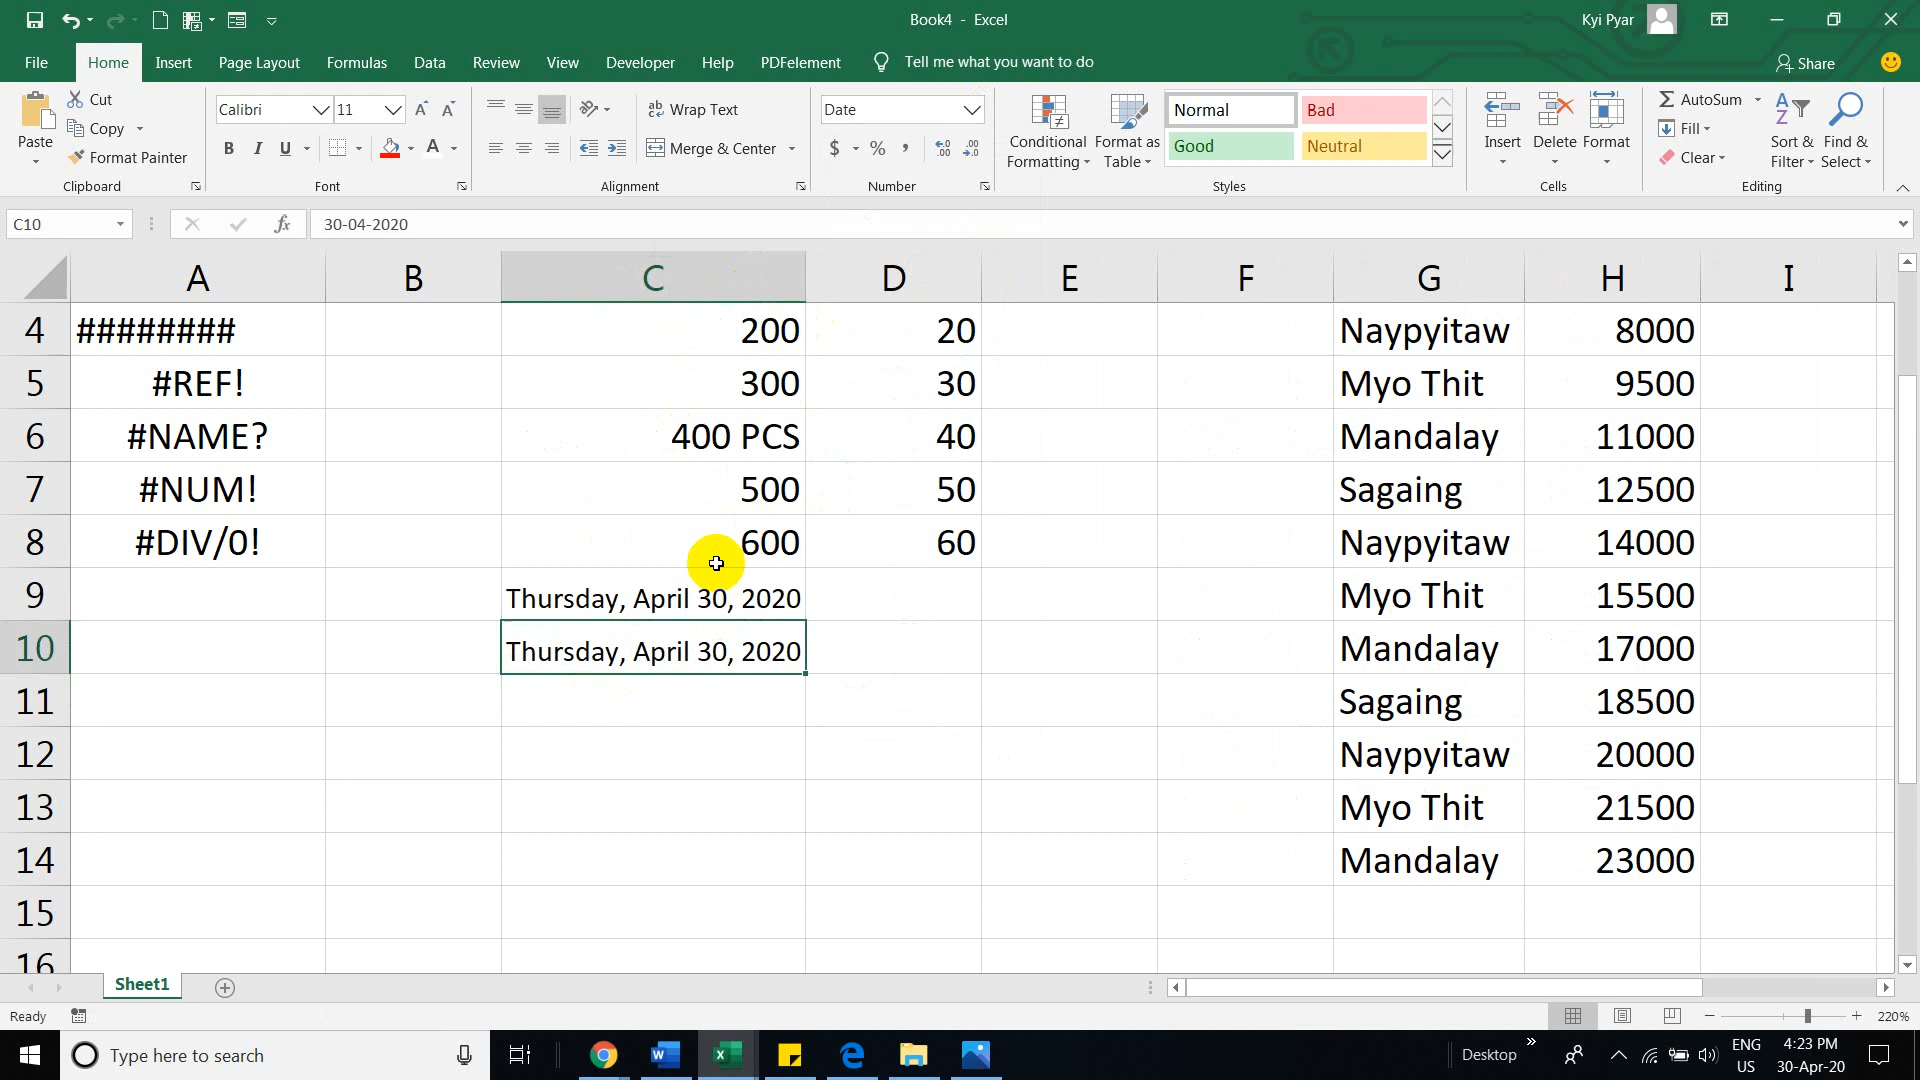 Book4 - Excel
Kyi Pyar
File Home Insert Page Layout Formulas Data Review View Developer Help PDFelement Tell me what you want to do
Share
Paste
Cut
Copy
Format Painter
Clipboard
Calibri 11
B I U
Font
Wrap Text
Merge & Center
Alignment
Date
$ %
Number
Conditional Formatting
Format as Table
Normal Bad
Good Neutral
Styles
Insert Delete Format
Cells
AutoSum
Fill
Clear
Sort & Filter
Find & Select
Editing
C10 fx 30-04-2020
A B C D E F G H I
4 ######## 200 20 Naypyitaw 8000
5 #REF! 300 30 Myo Thit 9500
6 #NAME? 400 PCS 40 Mandalay 11000
7 #NUM! 500 50 Sagaing 12500
8 #DIV/0! 600 60 Naypyitaw 14000
9 Thursday, April 30, 2020 Myo Thit 15500
10 Thursday, April 30, 2020 Mandalay 17000
11 Sagaing 18500
12 Naypyitaw 20000
13 Myo Thit 21500
14 Mandalay 23000
15
16
Sheet1
Ready 220%
Type here to search
Desktop
ENG
US
4:23 PM
30-Apr-20